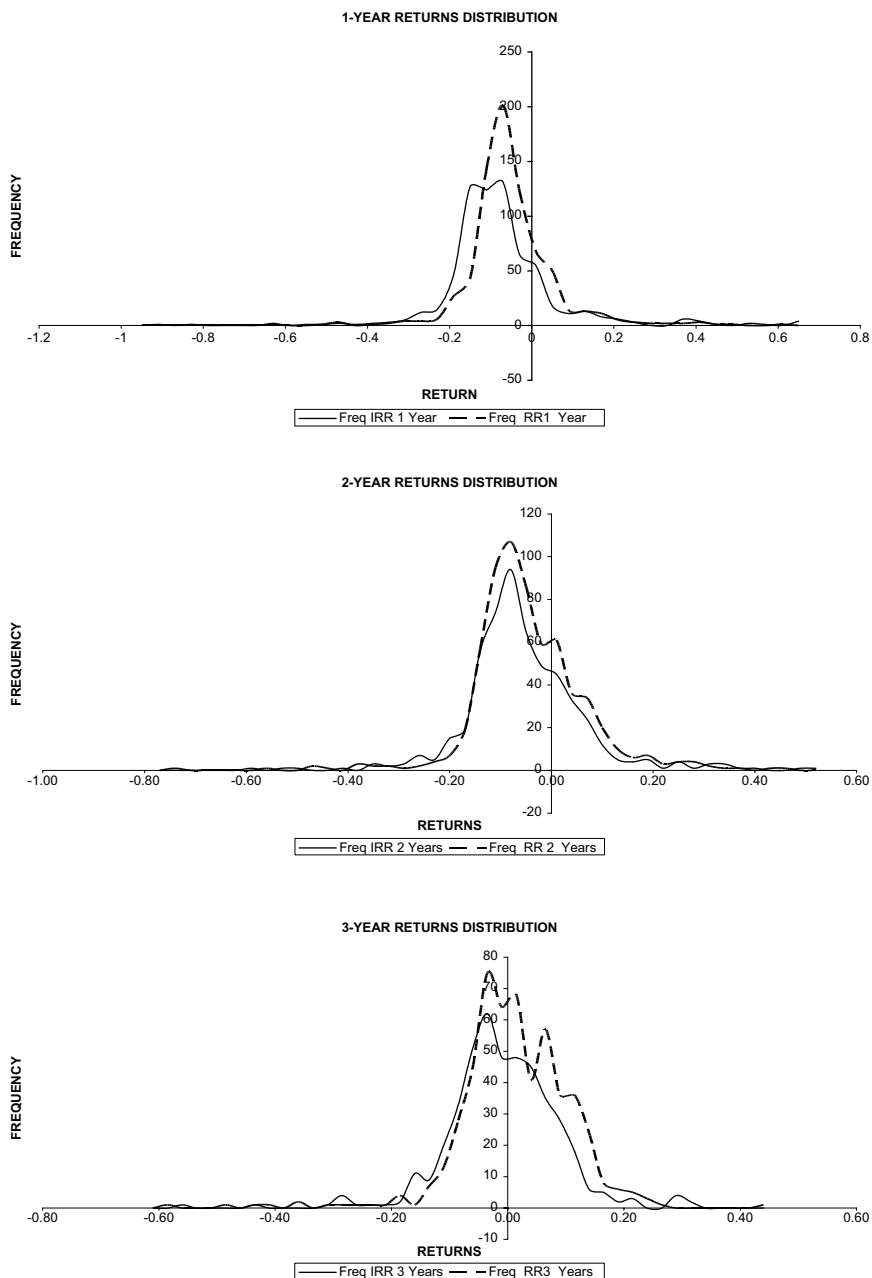 1-YEAR RETURNS DISTRIBUTION
250
200
150
100
50
0
-50
-1.2 -1 -0.8 -0.6 -0.4 -0.2 0 0.2 0.4 0.6 0.8
FREQUENCY
RETURN
Freq IRR 1 Year Freq RR1 Year
2-YEAR RETURNS DISTRIBUTION
120
100
80
60
40
20
0
-20
-1.00 -0.80 -0.60 -0.40 -0.20 0.00 0.20 0.40 0.60
FREQUENCY
RETURNS
Freq IRR 2 Years Freq RR 2 Years
3-YEAR RETURNS DISTRIBUTION
80
70
60
50
40
30
20
10
0
-10
-0.80 -0.60 -0.40 -0.20 0.00 0.20 0.40 0.60
FREQUENCY
RETURNS
Freq IRR 3 Years Freq RR3 Years